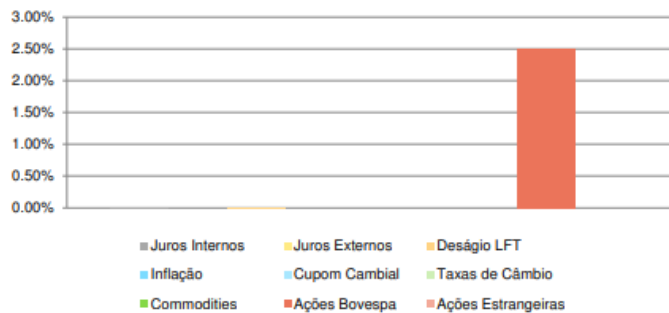 3.00%
2.50%
2.00%
1.50%
1.00%
0.50%
0.00%
Juros Internos Juros Externos Deságio LFT
Inflação Cupom Cambial Taxas de Câmbio
Commodities Ações Bovespa Ações Estrangeiras